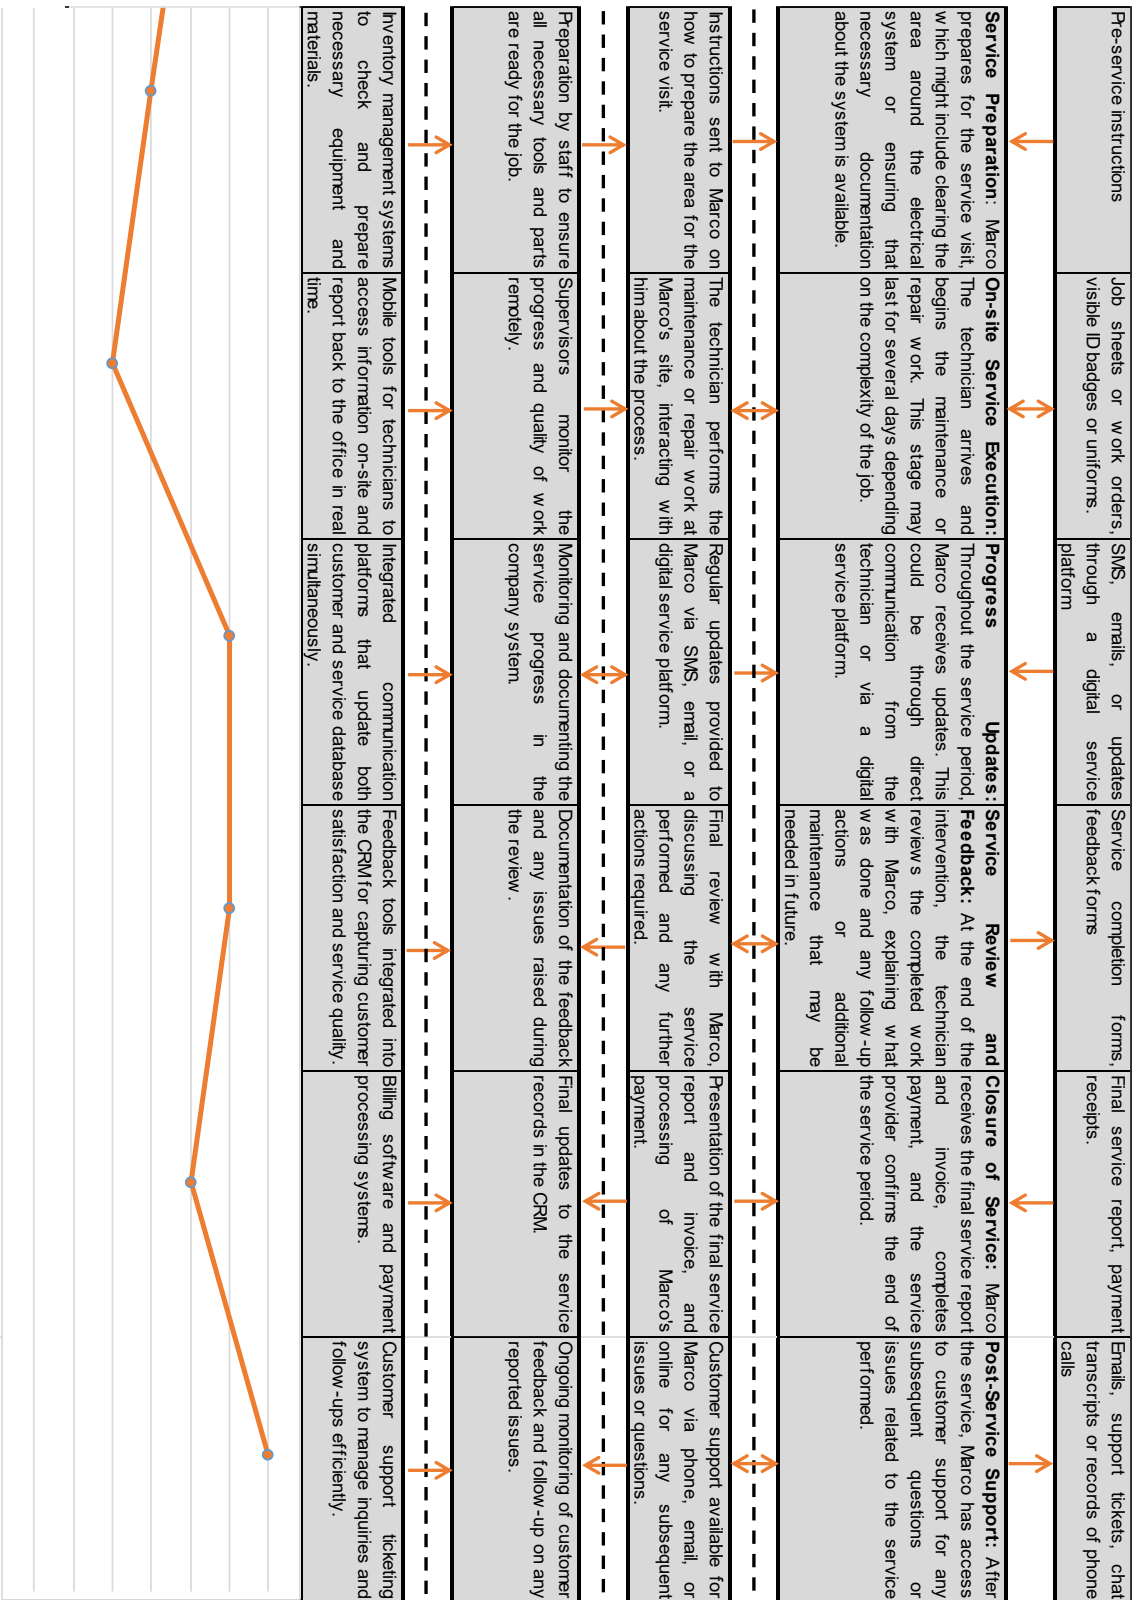 Pre-service instructions
Job sheets or work orders,
visible ID badges or uniforms.
SMS, emails, or updates
through a digital service
platform
Service completion forms,
feedback forms
Final service report, payment
receipts.
Emails, support tickets, chat
transcripts or records of phone
calls
Service Preparation: Marco
prepares for the service visit,
which might include clearing the
area around the electrical
system or ensuring that
necessary documentation
about the system is available.
On-site Service Execution:
The technician arrives and
begins the maintenance or
repair work. This stage may
last for several days depending
on the complexity of the job.
Progress Updates:
Throughout the service period,
Marco receives updates. This
could be through direct
communication from the
technician or via a digital
service platform.
Service Review and
Feedback: At the end of the
intervention, the technician
reviews the completed work
with Marco, explaining what
was done and any follow-up
actions or additional
maintenance that may be
needed in future.
Closure of Service: Marco
receives the final service report
and invoice, completes
payment, and the service
provider confirms the end of
the service period.
Post-Service Support: After
the service, Marco has access
to customer support for any
subsequent questions or
issues related to the service
performed.
Instructions sent to Marco on
how to prepare the area for the
service visit.
The technician performs the
maintenance or repair work at
Marco's site, interacting with
him about the process.
Regular updates provided to
Marco via SMS, email, or a
digital service platform.
Final review with Marco,
discussing the service
performed and any further
actions required.
Presentation of the final service
report and invoice, and
processing of Marco's
payment.
Customer support available for
Marco via phone, email, or
online for any subsequent
issues or questions.
Preparation by staff to ensure
all necessary tools and parts
are ready for the job.
Supervisors monitor the
progress and quality of work
remotely.
Monitoring and documenting the
service progress in the
company system.
Documentation of the feedback
and any issues raised during
the review.
Final updates to the service
records in the CRM.
Ongoing monitoring of customer
feedback and follow-up on any
reported issues.
Inventory management systems
to check and prepare
necessary equipment and
materials.
Mobile tools for technicians to
access information on-site and
report back to the office in real
time.
Integrated communication
platforms that update both
customer and service database
simultaneously.
Feedback tools integrated into
the CRM for capturing customer
satisfaction and service quality.
Billing software and payment
processing systems.
Customer support ticketing
system to manage inquiries and
follow-ups efficiently.